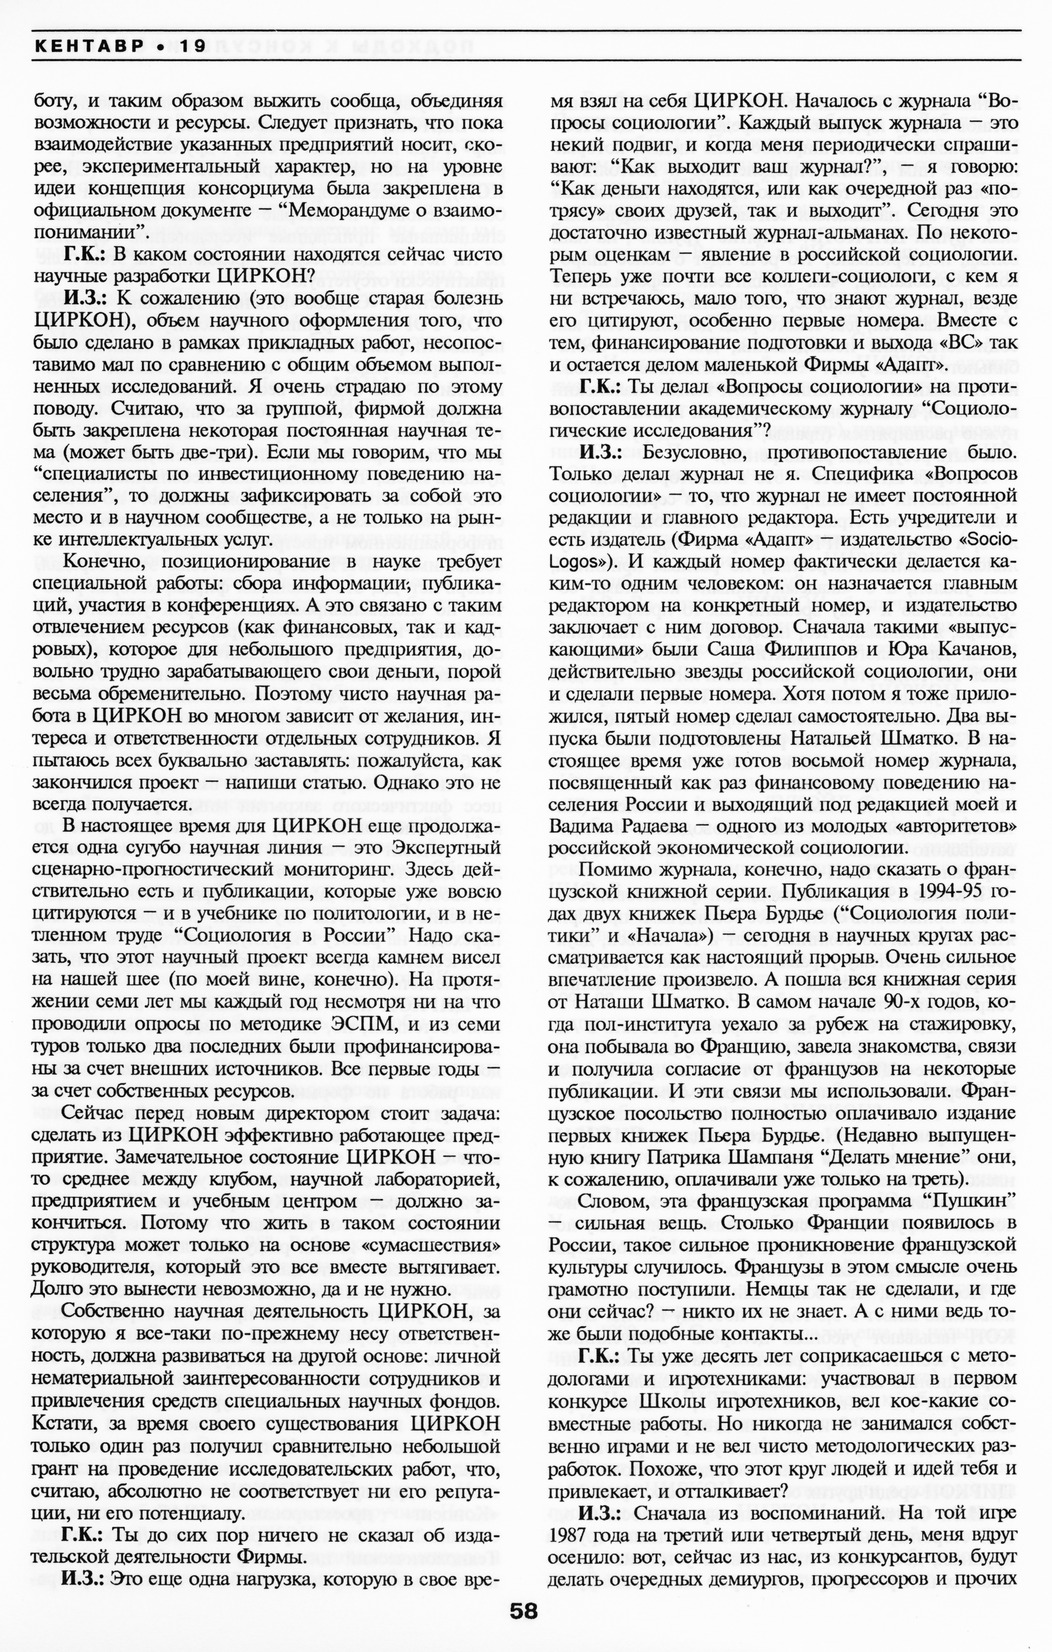 КЕНТАВР • 19
боту, и таким образом выжить сообща, объединяя
возможности и ресурсы. Следует признать, что пока
взаимодействие указанных предприятий носит, ско-
рее, экспериментальный характер, но на уровне
идеи концепция консорциума была закреплена в
официальном документе — “Меморандуме о взаимо-
понимании”.
Г.К.: В каком состоянии находятся сейчас чисто
научные разработки ЦИРКОН?
И.З.: К сожалению (это вообще старая болезнь
ЦИРКОН), объем научного оформления того, что
было сделано в рамках прикладных работ, несопос-
тавимо мал по сравнению с общим объемом выпол-
ненных исследований. Я очень страдаю по этому
поводу. Считаю, что за группой, фирмой должна
быть закреплена некоторая постоянная научная те-
ма (может быть две-три). Если мы говорим, что мы
“специалисты по инвестиционному поведению на-
селения”, то должны зафиксировать за собой это
место и в научном сообществе, а не только на рын-
ке интеллектуальных услуг.
Конечно, позиционирование в науке требует
специальной работы: сбора информации, публика-
ций, участия в конференциях. А это связано с таким
отвлечением ресурсов (как финансовых, так и кад-
ровых), которое для небольшого предприятия, до-
вольно трудно зарабатывающего свои деньги, порой
весьма обременительно. Поэтому чисто научная ра-
бота в ЦИРКОН во многом зависит от желания, ин-
тереса и ответственности отдельных сотрудников. Я
пытаюсь всех буквально заставлять: пожалуйста, как
закончился проект — напиши статью. Однако это не
всегда получается.
В настоящее время для ЦИРКОН еще продолжа-
ется одна сугубо научная линия — это Экспертный
сценарно-прогностический мониторинг. Здесь дей-
ствительно есть и публикации, которые уже вовсю
цитируются — и в учебнике по политологии, и в не-
тленном труде “Социология в России” Надо ска-
зать, что этот научный проект всегда камнем висел
на нашей шее (по моей вине, конечно). На протя-
жении семи лет мы каждый год несмотря ни на что
проводили опросы по методике ЭСПМ, и из семи
туров только два последних были профинансирова-
ны за счет внешних источников. Все первые годы —
за счет собственных ресурсов.
Сейчас перед новым директором стоит задача:
сделать из ЦИРКОН эффективно работающее пред-
приятие. Замечательное состояние ЦИРКОН — что-
то среднее между клубом, научной лабораторией,
предприятием и учебным центром — должно за-
кончиться. Потому что жить в таком состоянии
структура может только на основе «сумасшествия»
руководителя, который это все вместе вытягивает.
Долго это вынести невозможно, да и не нужно.
Собственно научная деятельность ЦИРКОН, за
которую я все-таки по-прежнему несу ответствен-
ность, должна развиваться на другой основе: личной
нематериальной заинтересованности сотрудников и
привлечения средств специальных научных фондов.
Кстати, за время своего существования ЦИРКОН
только один раз получил сравнительно небольшой
грант на проведение исследовательских работ, что,
считаю, абсолютно не соответствует ни его репута-
ции, ни его потенциалу.
Г.К.: Ты до сих пор ничего не сказал об изда-
тельской деятельности Фирмы.
И.З.: Это еще одна нагрузка, которую в свое вре-
мя взял на себя ЦИРКОН. Началось с журнала “Во-
просы социологии”. Каждый выпуск журнала — это
некий подвиг, и когда меня периодически спраши-
вают: “Как выходит ваш журнал?”, — я говорю:
“Как деньги находятся, или как очередной раз «по-
трясу» своих друзей, так и выходит”. Сегодня это
достаточно известный журнал-альманах. По некото-
рым оценкам — явление в российской социологии.
Теперь уже почти все коллеги-социологи, с кем я
ни встречаюсь, мало того, что знают журнал, везде
его цитируют, особенно первые номера. Вместе с
тем, финансирование подготовки и выхода «ВС» так
и остается делом маленькой Фирмы «Адапт».
Г.К.: Ты делал «Вопросы социологии» на проти-
вопоставлении академическому журналу “Социоло-
гические исследования”?
И.З.: Безусловно, противопоставление было.
Только делал журнал не я. Специфика «Вопросов
социологии» — то, что журнал не имеет постоянной
редакции и главного редактора. Есть учредители и
есть издатель (Фирма «Адапт» — издательство «Socio-
Logos»). И каждый номер фактически делается ка-
ким-то одним человеком: он назначается главным
редактором на конкретный номер, и издательство
заключает с ним договор. Сначала такими «выпус-
кающими» были Саша Филиппов и Юра Качанов,
действительно звезды российской социологии, они
и сделали первые номера. Хотя потом я тоже прило-
жился, пятый номер сделал самостоятельно. Два вы-
пуска были подготовлены Натальей Шматко. В на-
стоящее время уже готов восьмой номер журнала,
посвященный как раз финансовому поведению на-
селения России и выходящий под редакцией моей и
Вадима Радаева — одного из молодых «авторитетов»
российской экономической социологии.
Помимо журнала, конечно, надо сказать о фран-
цузской книжной серии. Публикация в 1994-95 го-
дах двух книжек Пьера Бурдье (“Социология поли-
тики” и «Начала») — сегодня в научных кругах рас-
сматривается как настоящий прорыв. Очень сильное
впечатление произвело. А пошла вся книжная серия
от Наташи Шматко. В самом начале 90-х годов, ко-
гда пол-института уехало за рубеж на стажировку,
она побывала во Францию, завела знакомства, связи
и получила согласие от французов на некоторые
публикации. И эти связи мы использовали. Фран-
цузское посольство полностью оплачивало издание
первых книжек Пьера Бурдье. (Недавно выпущен-
ную книгу Патрика Шампаня “Делать мнение” они,
к сожалению, оплачивали уже только на треть).
Словом, эта французская программа “Пушкин”
— сильная вещь. Столько Франции появилось в
России, такое сильное проникновение французской
культуры случилось. Французы в этом смысле очень
грамотно поступили. Немцы так не сделали, и где
они сейчас? — никто их не знает. А с ними ведь то-
же были подобные контакты...
Г.К.: Ты уже десять лет соприкасаешься с мето-
дологами и игротехниками: участвовал в первом
конкурсе Школы игротехников, вел кое-какие со-
вместные работы. Но никогда не занимался собст-
венно играми и не вел чисто методологических раз-
работок. Похоже, что этот круг людей и идей тебя и
привлекает, и отталкивает?
И.З.: Сначала из воспоминаний. На той игре
1987 года на третий или четвертый день, меня вдруг
осенило: вот, сейчас из нас, из конкурсантов, будут
делать очередных демиургов, прогрессоров и прочих
58